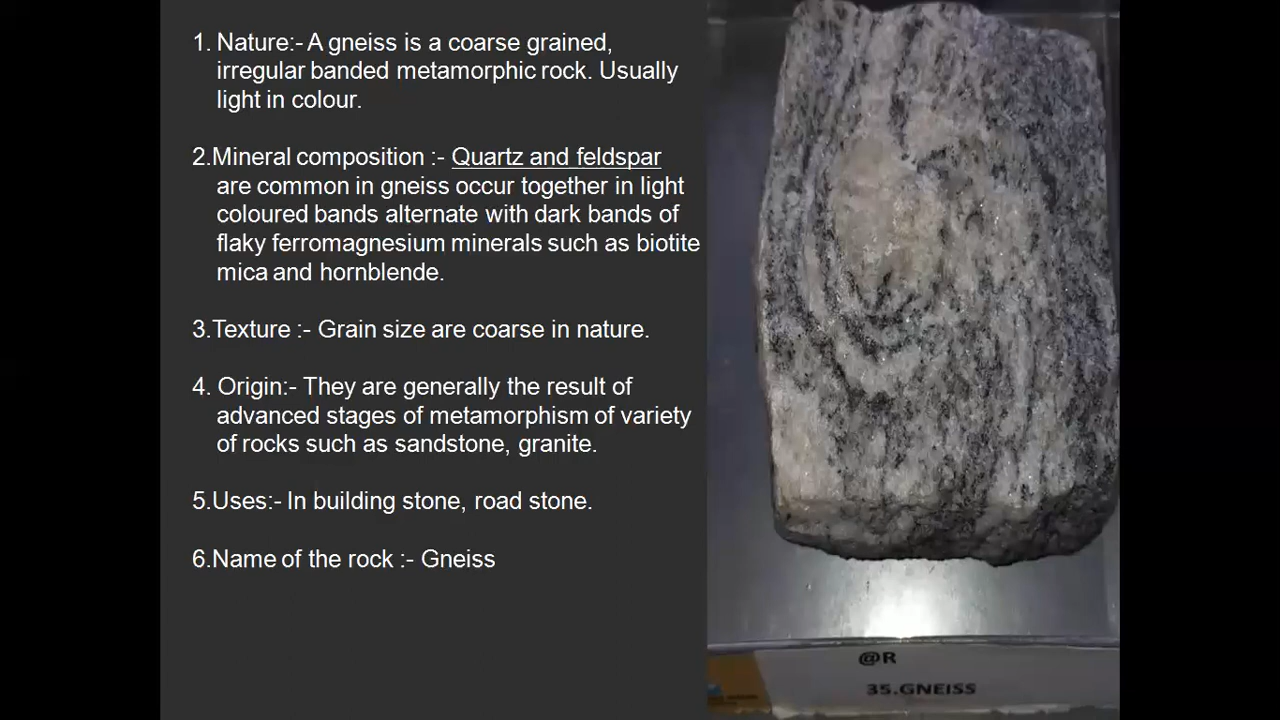 1. Nature:- A gneiss is a coarse grained,
irregular banded metamorphic rock. Usually
light in colour.
2.Mineral composition :- Quartz and feldspar
are common in gneiss occur together in light
coloured bands alternate with dark bands of
flaky ferromagnesium minerals such as biotite
mica and hornblende.
3.Texture :- Grain size are coarse in nature.
4. Origin:- They are generally the result of
advanced stages of metamorphism of variety
of rocks such as sandstone, granite.
5.Uses:- In building stone, road stone.
6.Name of the rock :- Gneiss
@R
35.GNEISS